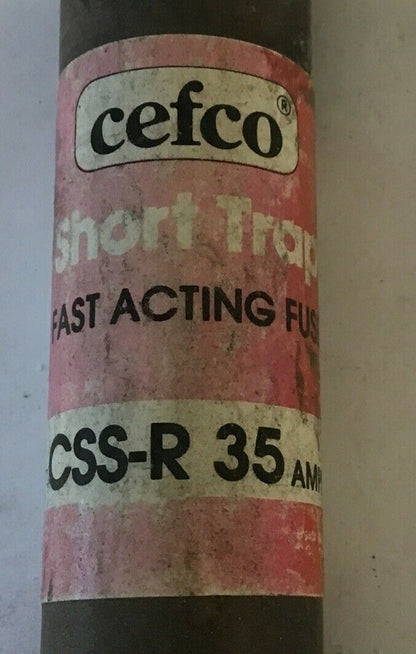 cefco®
Short Trap
FAST ACTING FUS
CSS-R 35 AMP